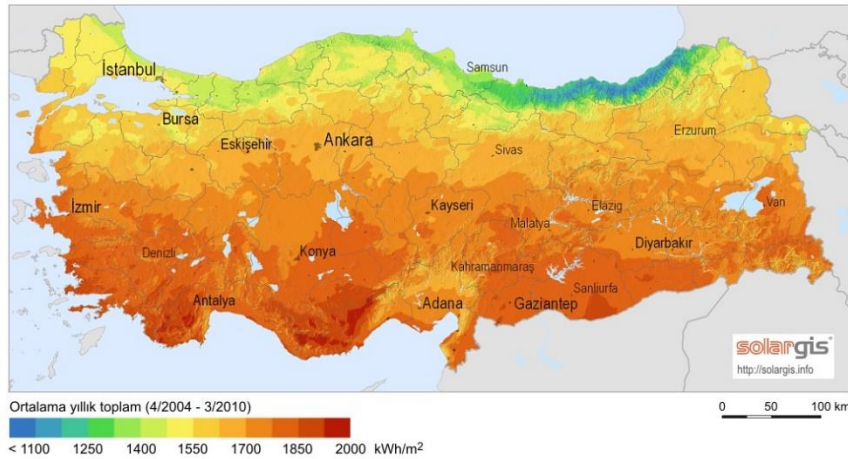 İstanbul
Samsun
Bursa
Eskişehir
Ankara
Sivas
Erzurum
İzmir
Kayseri
Elazığ
Van
Malatya
Denizli
Konya
Diyarbakır
Kahramanmaraş
Antalya
Adana
Gaziantep
Sanliurfa
solargis
http://solargis.info
Ortalama yıllık toplam (4/2004 - 3/2010)
0 50 100 km
< 1100 1250 1400 1550 1700 1850 2000 kWh/m²